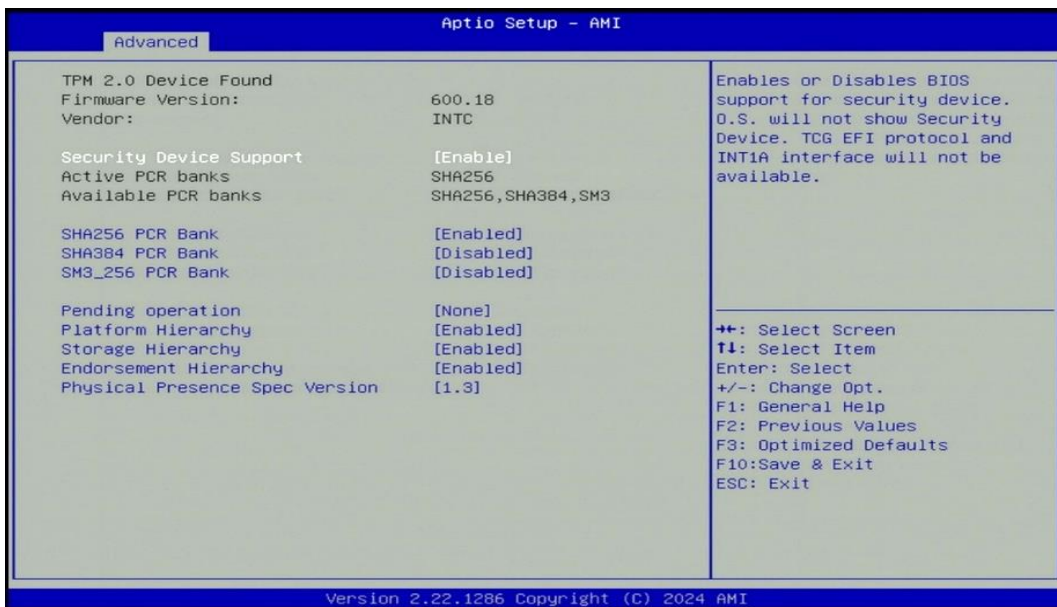 Aptio Setup - AMI
Advanced
TPM 2.0 Device Found
Firmware Version: 600.18
Vendor: INTC
Security Device Support [Enable]
Active PCR banks SHA256
Available PCR banks SHA256,SHA384,SM3
SHA256 PCR Bank [Enabled]
SHA384 PCR Bank [Disabled]
SM3_256 PCR Bank [Disabled]
Pending operation [None]
Platform Hierarchy [Enabled]
Storage Hierarchy [Enabled]
Endorsement Hierarchy [Enabled]
Physical Presence Spec Version [1.3]
Enables or Disables BIOS
support for security device.
O.S. will not show Security
Device. TCG EFI protocol and
INT1A interface will not be
available.
→←: Select Screen
↑↓: Select Item
Enter: Select
+/-: Change Opt.
F1: General Help
F2: Previous Values
F3: Optimized Defaults
F10:Save & Exit
ESC: Exit
Version 2.22.1286 Copyright (C) 2024 AMI